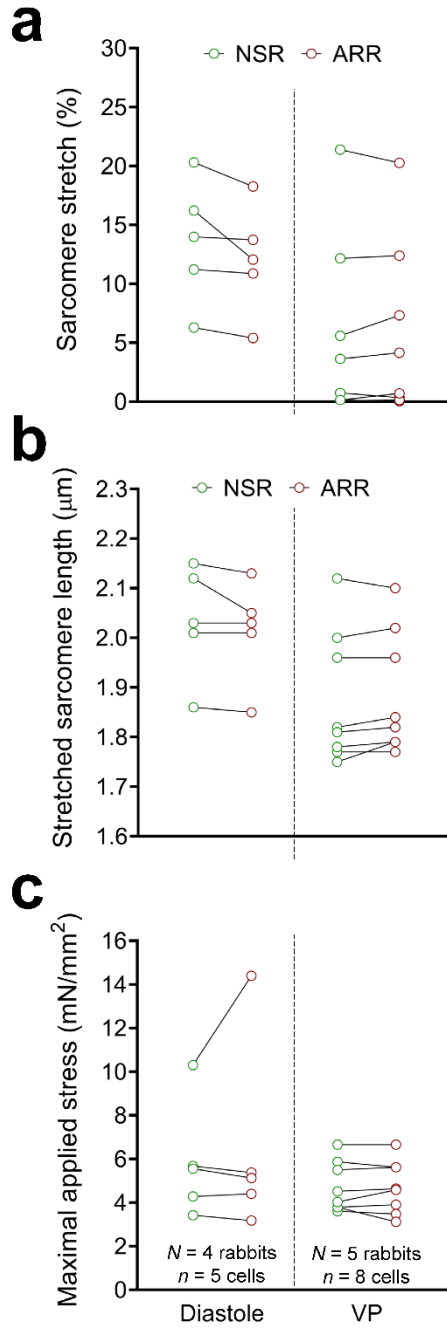 a
NSR ARR
Sarcomere stretch (%)
30
25
20
15
10
5
0
b
NSR ARR
Stretched sarcomere length (μm)
2.3
2.2
2.1
2.0
1.9
1.8
1.7
1.6
c
Maximal applied stress (mN/mm²)
16
14
12
10
8
6
4
2
0
N = 4 rabbits
n = 5 cells
N = 5 rabbits
n = 8 cells
Diastole VP